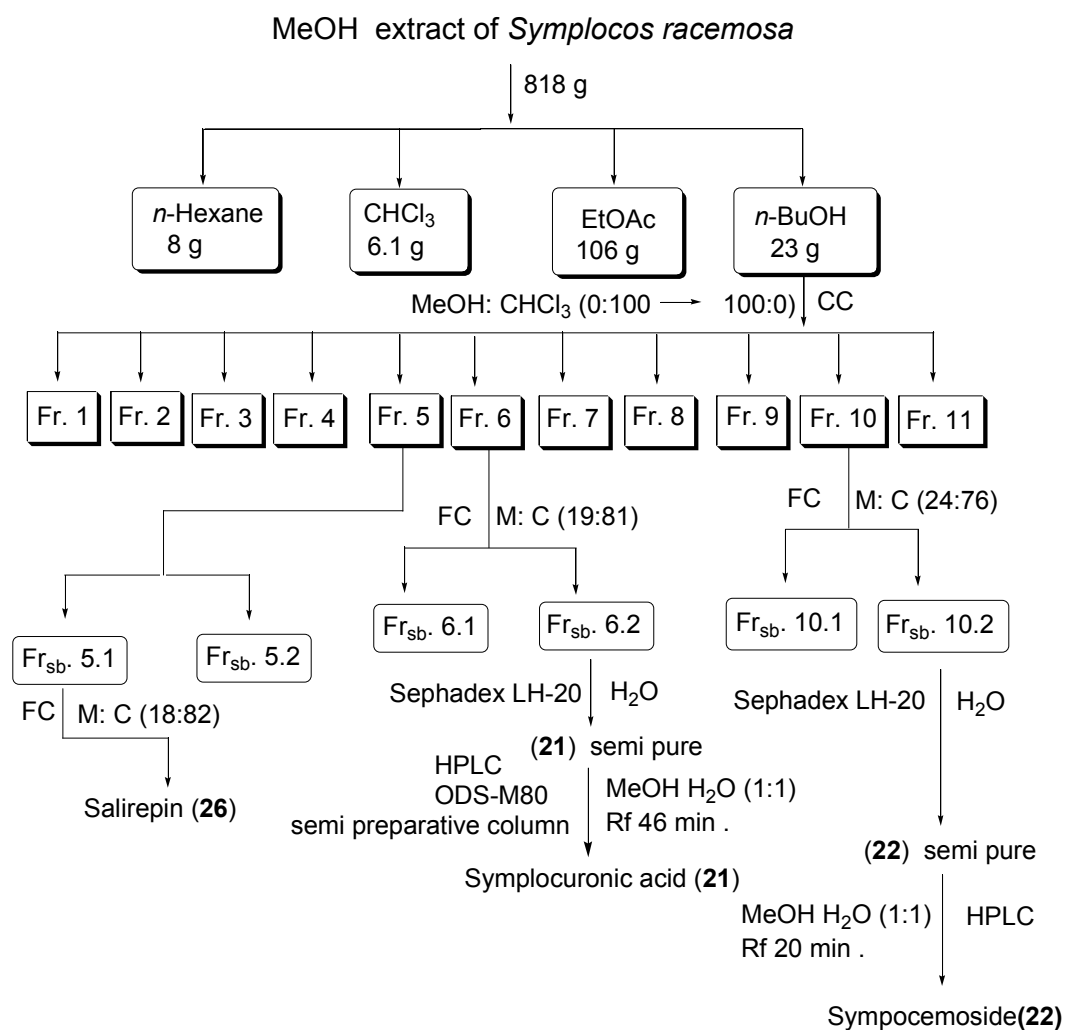 MeOH extract of Symplocos racemosa
818 g
n-Hexane
8 g
CHCl3
6.1 g
EtOAc
106 g
n-BuOH
23 g
MeOH: CHCl3 (0:100 → 100:0)
CC
Fr. 1
Fr. 2
Fr. 3
Fr. 4
Fr. 5
Fr. 6
Fr. 7
Fr. 8
Fr. 9
Fr. 10
Fr. 11
FC M: C (19:81)
FC M: C (24:76)
Frsb. 5.1
Frsb. 5.2
Frsb. 6.1
Frsb. 6.2
Frsb. 10.1
Frsb. 10.2
FC M: C (18:82)
Salirepin (26)
Sephadex LH-20 H2O
(21) semi pure
HPLC
ODS-M80
semi preparative column
MeOH H2O (1:1)
Rf 46 min .
Symplocuronic acid (21)
Sephadex LH-20 H2O
(22) semi pure
MeOH H2O (1:1)
Rf 20 min .
HPLC
Sympocemoside(22)